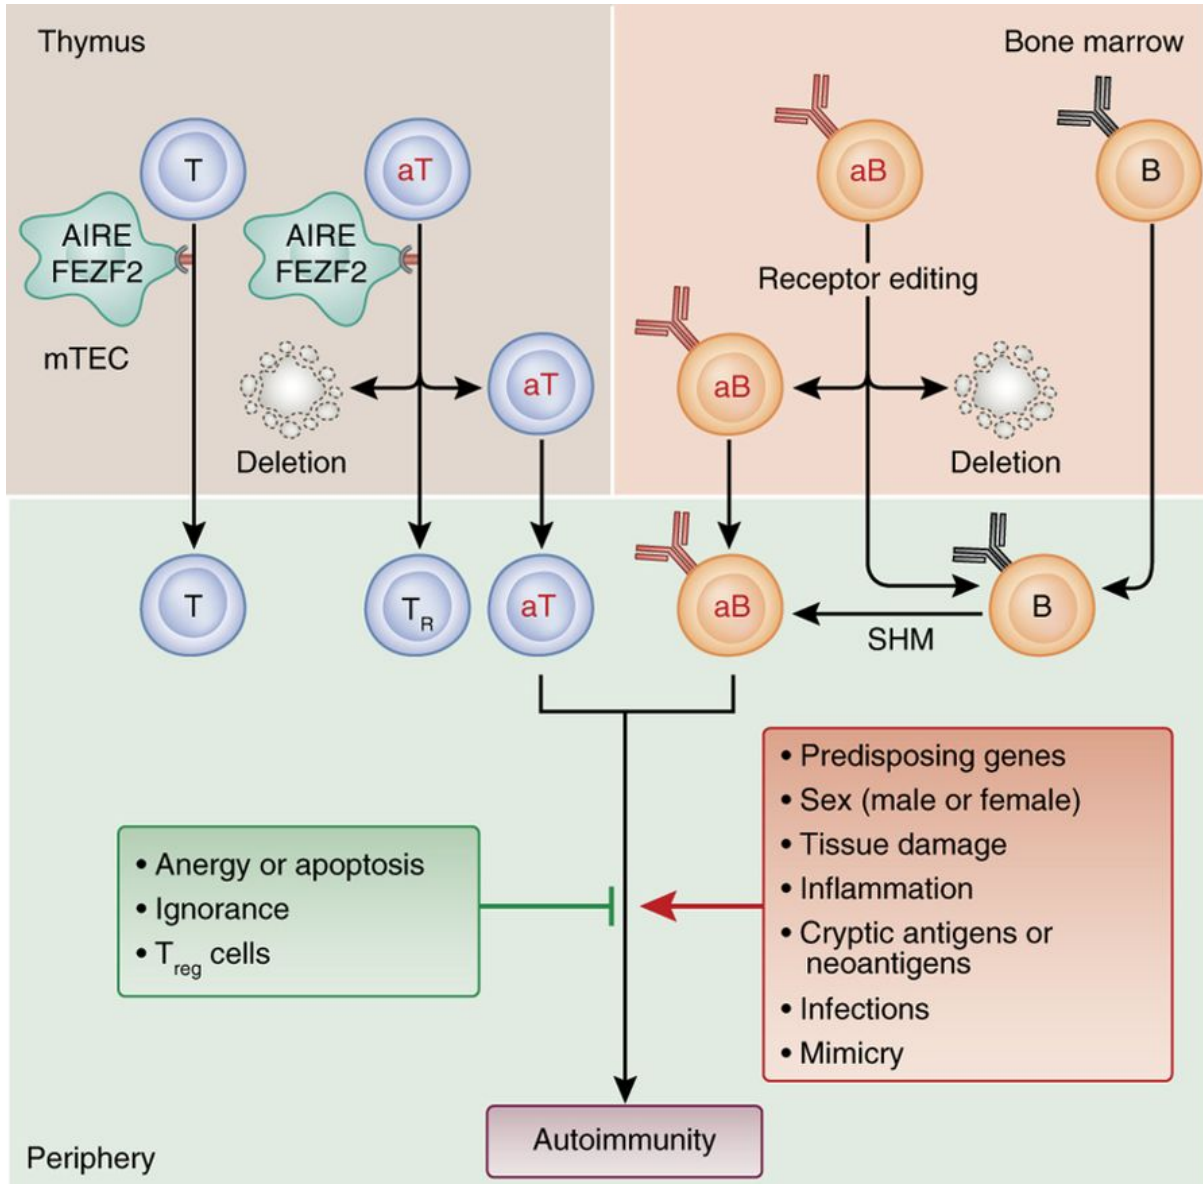 Thymus
Bone marrow
T
aT
aB
B
AIRE
FEZF2
AIRE
FEZF2
mTEC
Receptor editing
aT
aB
Deletion
Deletion
T
TR
aT
aB
B
SHM
• Anergy or apoptosis
• Ignorance
• Treg cells
• Predisposing genes
• Sex (male or female)
• Tissue damage
• Inflammation
• Cryptic antigens or
neoantigens
• Infections
• Mimicry
Autoimmunity
Periphery